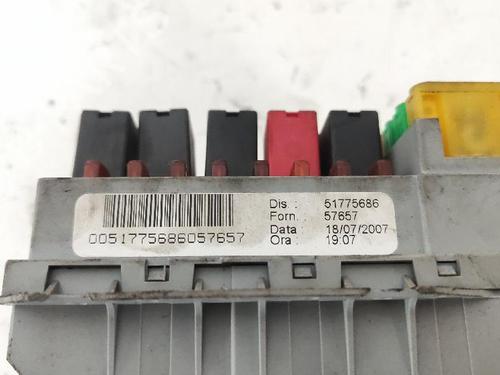 0051775686057657
Dis. : 51775686
Forn. : 57657
Data : 18/07/2007
Ora : 19:07